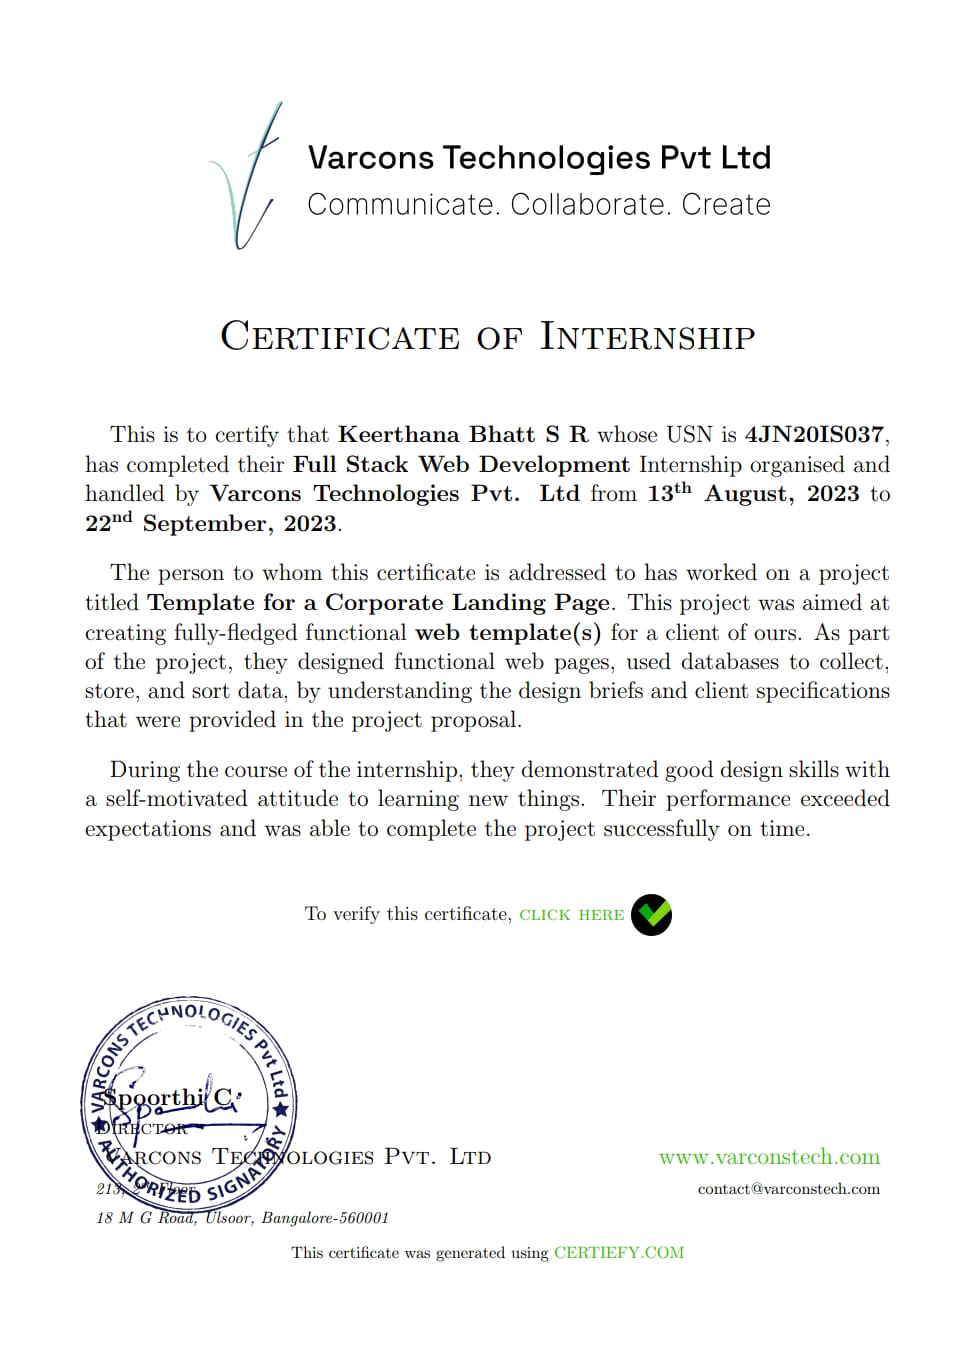 Varcons Technologies Pvt Ltd
Communicate. Collaborate. Create
Certificate of Internship
This is to certify that Keerthana Bhatt S R whose USN is 4JN20IS037,
has completed their Full Stack Web Development Internship organised and
handled by Varcons Technologies Pvt. Ltd from 13th August, 2023 to
22nd September, 2023.
The person to whom this certificate is addressed to has worked on a project
titled Template for a Corporate Landing Page. This project was aimed at
creating fully-fledged functional web template(s) for a client of ours. As part
of the project, they designed functional web pages, used databases to collect,
store, and sort data, by understanding the design briefs and client specifications
that were provided in the project proposal.
During the course of the internship, they demonstrated good design skills with
a self-motivated attitude to learning new things. Their performance exceeded
expectations and was able to complete the project successfully on time.
To verify this certificate, click here
VARCONS TECHNOLOGIES Pvt Ltd
AUTHORIZED SIGNATORY
Spoorthi C
Director
Varcons Technologies Pvt. Ltd
213, 2nd Floor,
18 M G Road, Ulsoor, Bangalore-560001
www.varconstech.com
contact@varconstech.com
This certificate was generated using CERTIEFY.COM